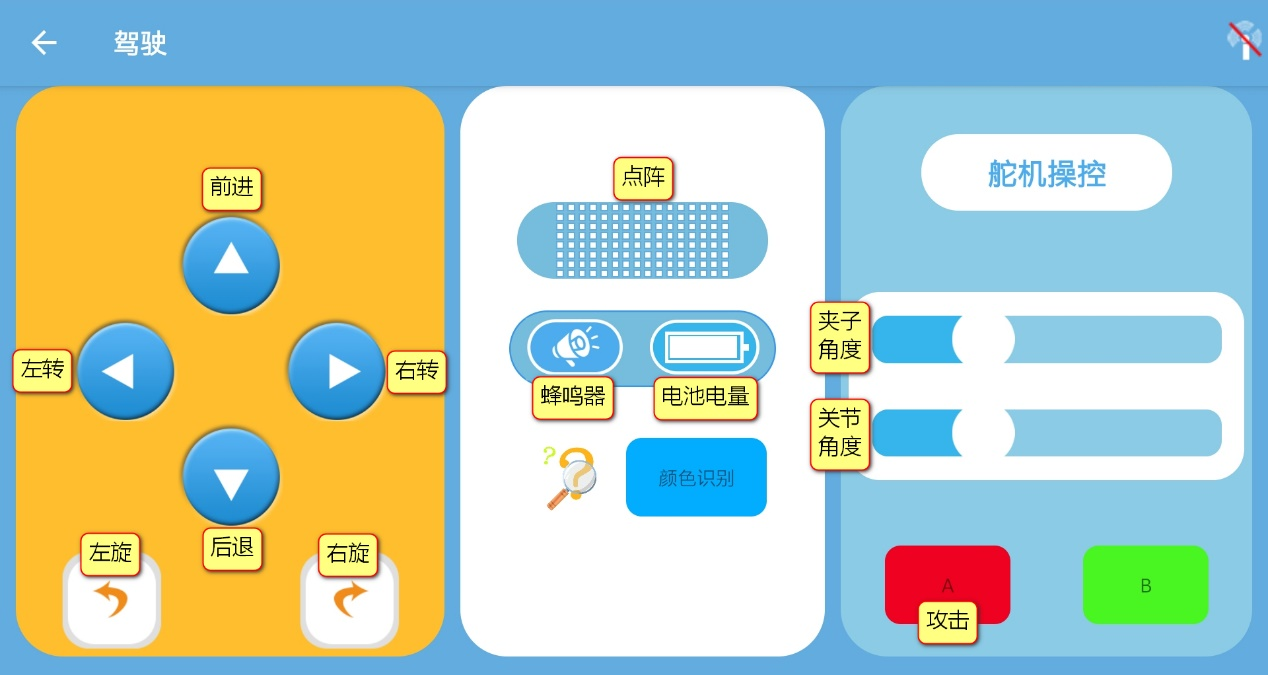 驾驶
前进
左转
右转
后退
左旋
右旋
点阵
蜂鸣器
电池电量
颜色识别
舵机操控
夹子
角度
关节
角度
A
攻击
B